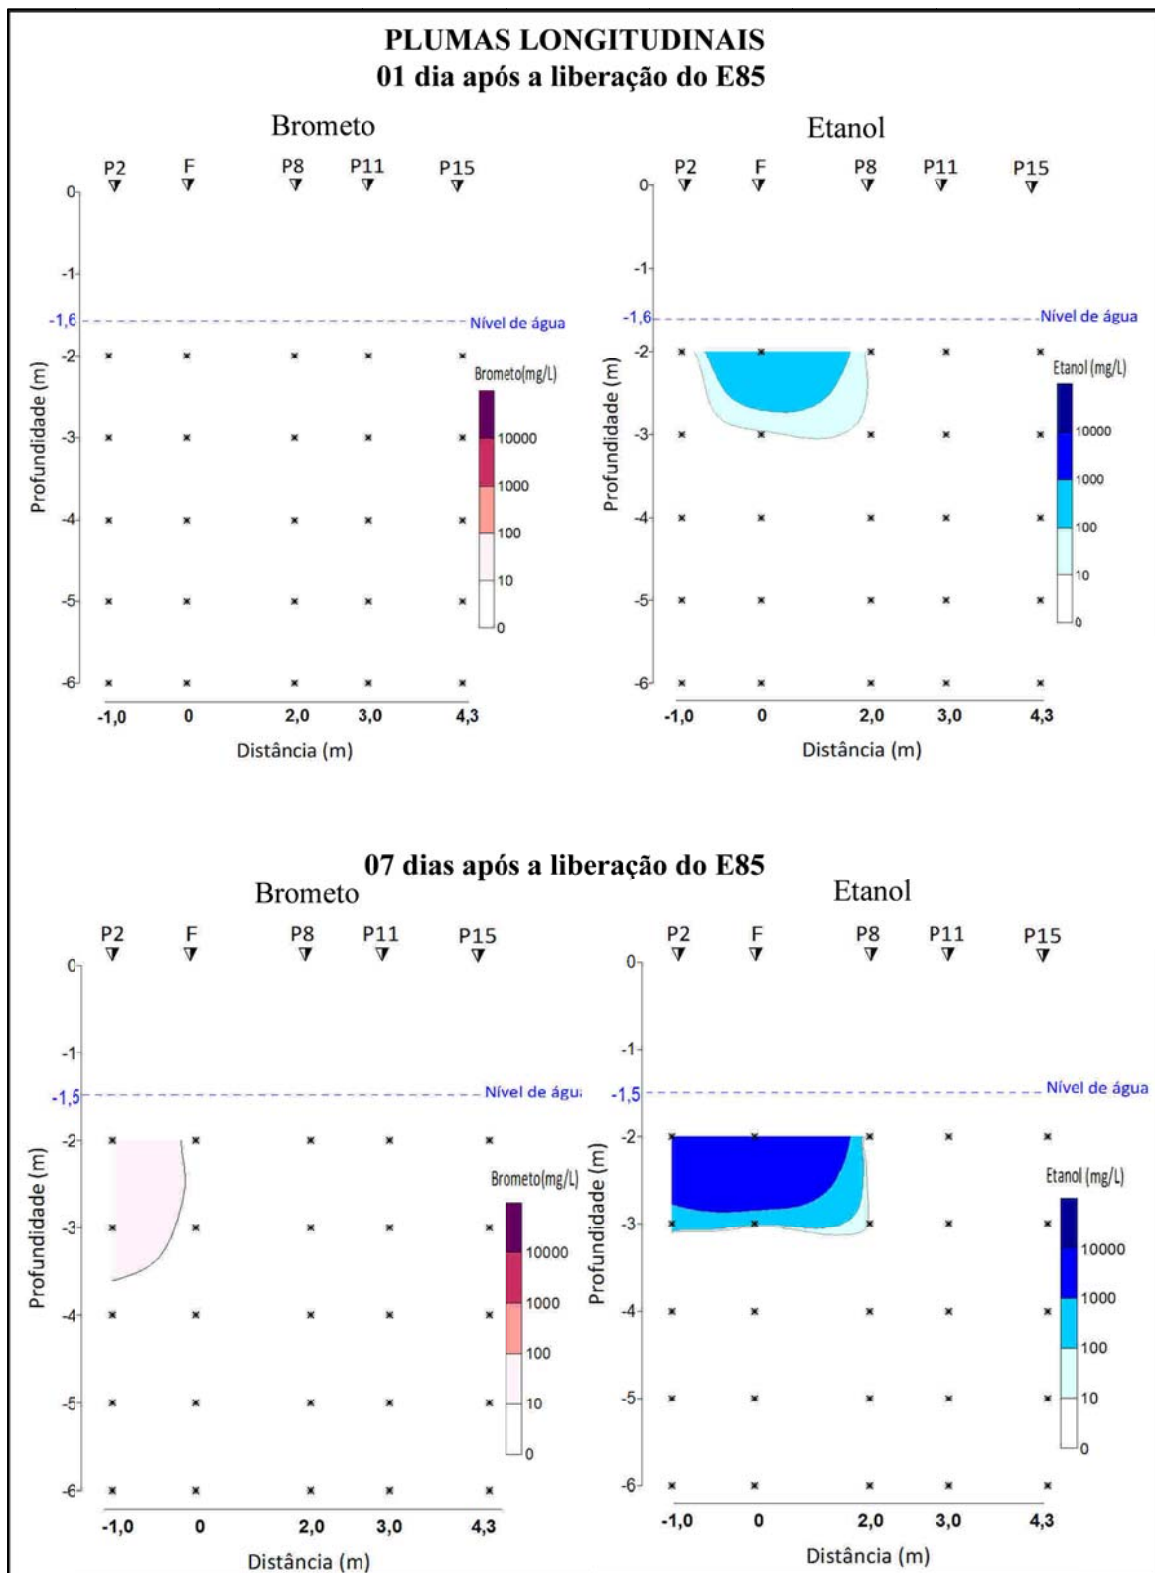 PLUMAS LONGITUDINAIS
01 dia após a liberação do E85
Brometo
Etanol
P2 F P8 P11 P15
0
-1
-1,6
Nível de água
-2
-3
-4
-5
-6
Profundidade (m)
Brometo(mg/L)
10000
1000
100
10
0
-1,0 0 2,0 3,0 4,3
Distância (m)
P2 F P8 P11 P15
0
-1
-1,6
Nível de água
-2
-3
-4
-5
-6
Profundidade (m)
Etanol (mg/L)
10000
1000
100
10
0
-1,0 0 2,0 3,0 4,3
Distância (m)
07 dias após a liberação do E85
Brometo
Etanol
P2 F P8 P11 P15
0
-1
-1,5
Nível de água
-2
-3
-4
-5
-6
Profundidade (m)
Brometo(mg/L)
10000
1000
100
10
0
-1,0 0 2,0 3,0 4,3
Distância (m)
P2 F P8 P11 P15
0
-1
-1,5
Nível de água
-2
-3
-4
-5
-6
Profundidade (m)
Etanol (mg/L)
10000
1000
100
10
0
-1,0 0 2,0 3,0 4,3
Distância (m)